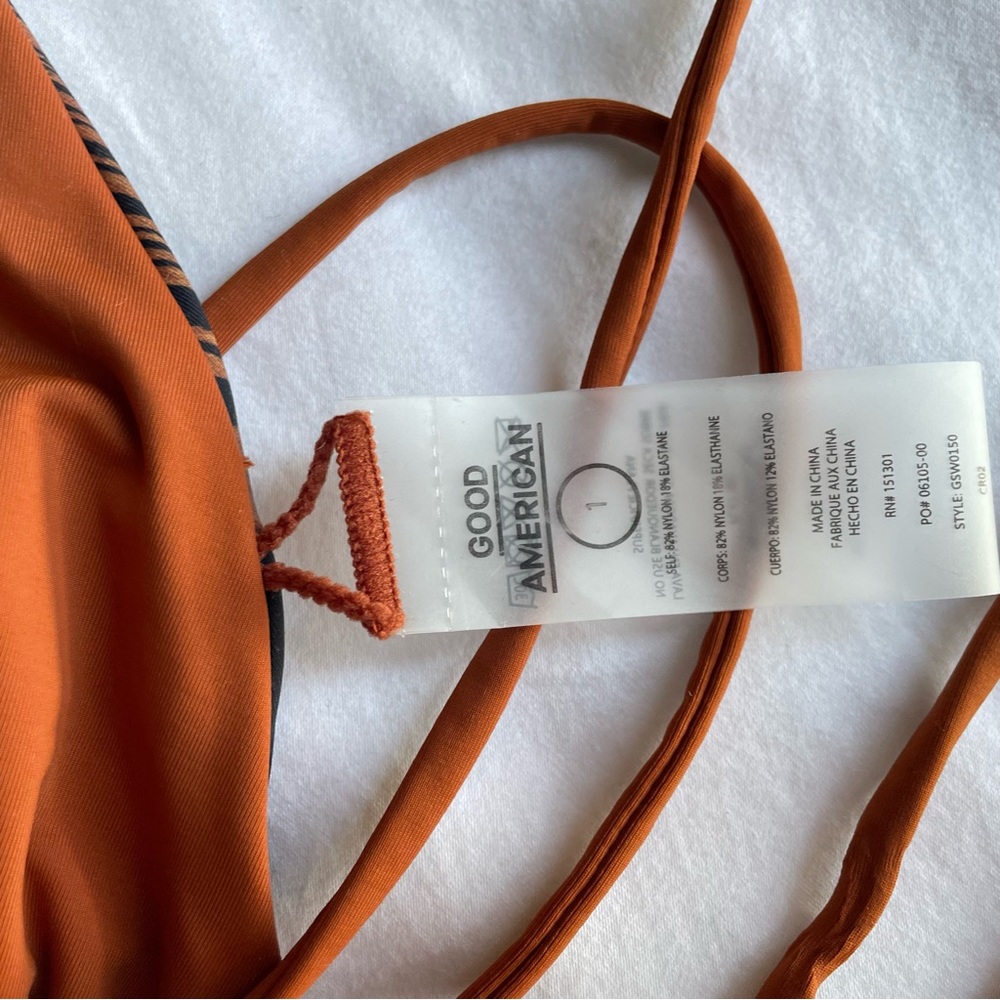 GOOD
AMERICAN
1
SELF: 82% NYLON 18% ELASTANE
CORPS: 82% NYLON 18% ELASTHANNE
CUERPO: 82% NYLON 12% ELASTANO
MADE IN CHINA
FABRIQUE AUX CHINA
HECHO EN CHINA
RN# 151301
PO# 06105-00
STYLE: GSW0150
CR02